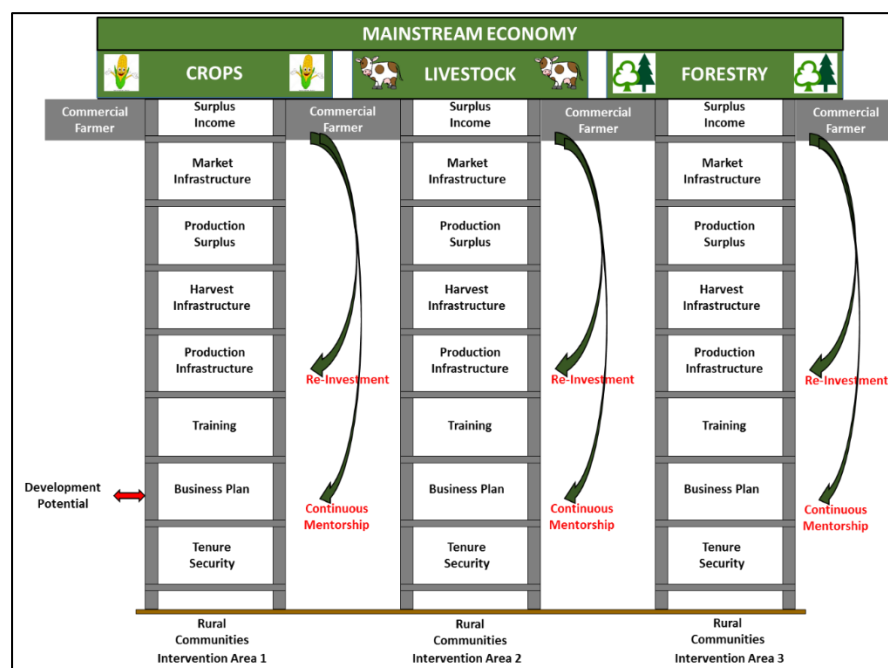 MAINSTREAM ECONOMY
CROPS
LIVESTOCK
FORESTRY
Commercial
Farmer
Surplus
Income
Commercial
Farmer
Surplus
Income
Commercial
Farmer
Surplus
Income
Commercial
Farmer
Market
Infrastructure
Market
Infrastructure
Market
Infrastructure
Production
Surplus
Production
Surplus
Production
Surplus
Harvest
Infrastructure
Harvest
Infrastructure
Harvest
Infrastructure
Production
Infrastructure
Re-Investment
Production
Infrastructure
Re-Investment
Production
Infrastructure
Re-Investment
Training
Training
Training
Development
Potential
Business Plan
Continuous
Mentorship
Business Plan
Continuous
Mentorship
Business Plan
Continuous
Mentorship
Tenure
Security
Tenure
Security
Tenure
Security
Rural
Communities
Intervention Area 1
Rural
Communities
Intervention Area 2
Rural
Communities
Intervention Area 3